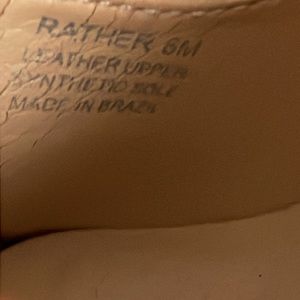 RATHER 6M
LEATHER UPPER
SYNTHETIC SOLE
MADE IN BRAZIL